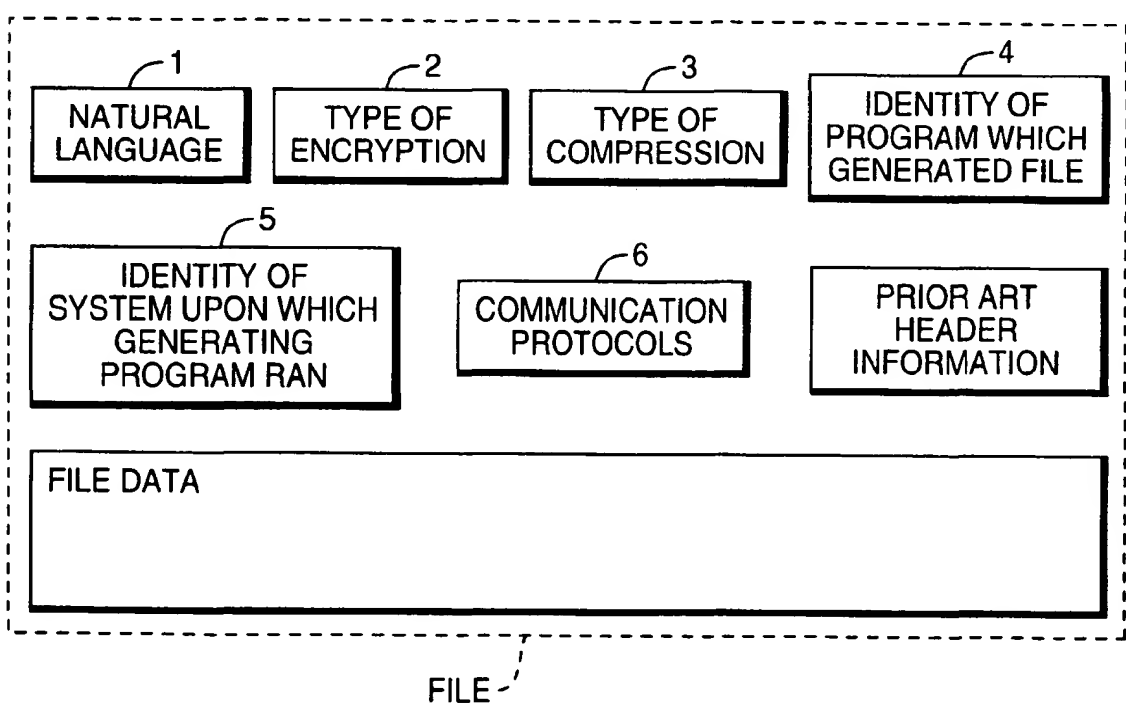 1
NATURAL
LANGUAGE
2
TYPE OF
ENCRYPTION
3
TYPE OF
COMPRESSION
4
IDENTITY OF
PROGRAM WHICH
GENERATED FILE
5
IDENTITY OF
SYSTEM UPON WHICH
GENERATING
PROGRAM RAN
6
COMMUNICATION
PROTOCOLS
PRIOR ART
HEADER
INFORMATION
FILE DATA
FILE